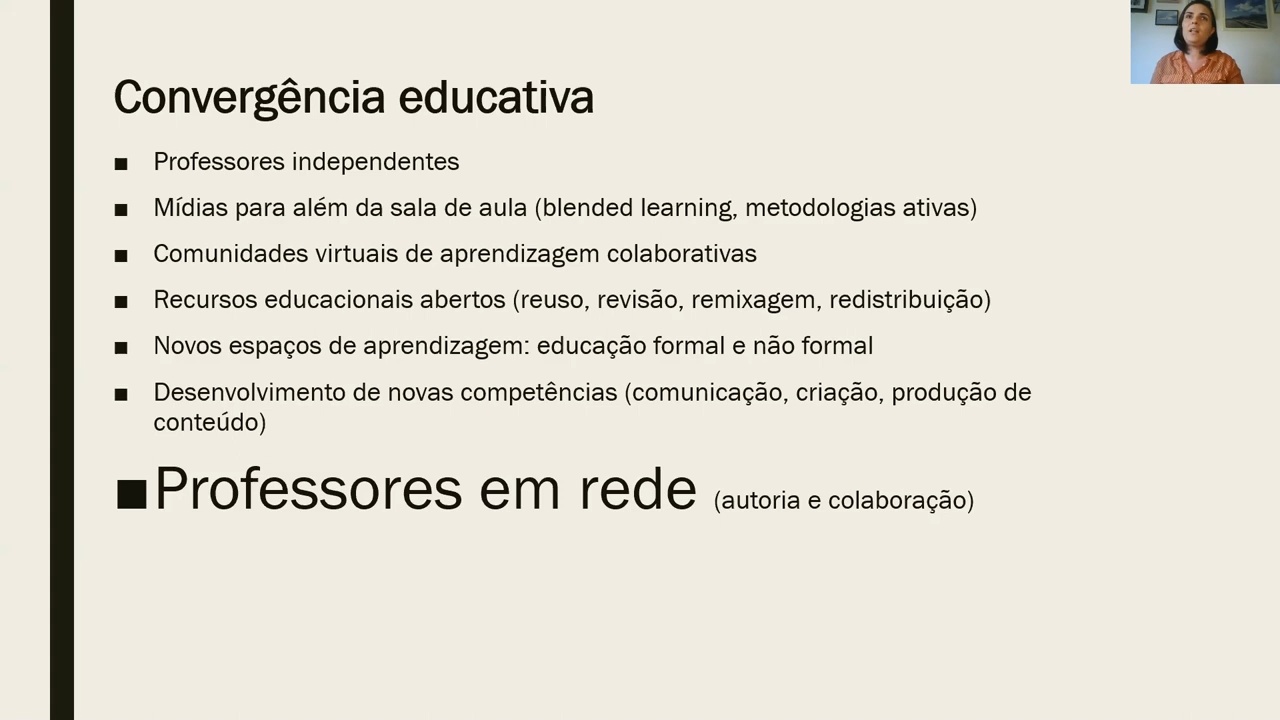 Convergência educativa
■ Professores independentes
■ Mídias para além da sala de aula (blended learning, metodologias ativas)
■ Comunidades virtuais de aprendizagem colaborativas
■ Recursos educacionais abertos (reuso, revisão, remixagem, redistribuição)
■ Novos espaços de aprendizagem: educação formal e não formal
■ Desenvolvimento de novas competências (comunicação, criação, produção de
conteúdo)
■ Professores em rede (autoria e colaboração)